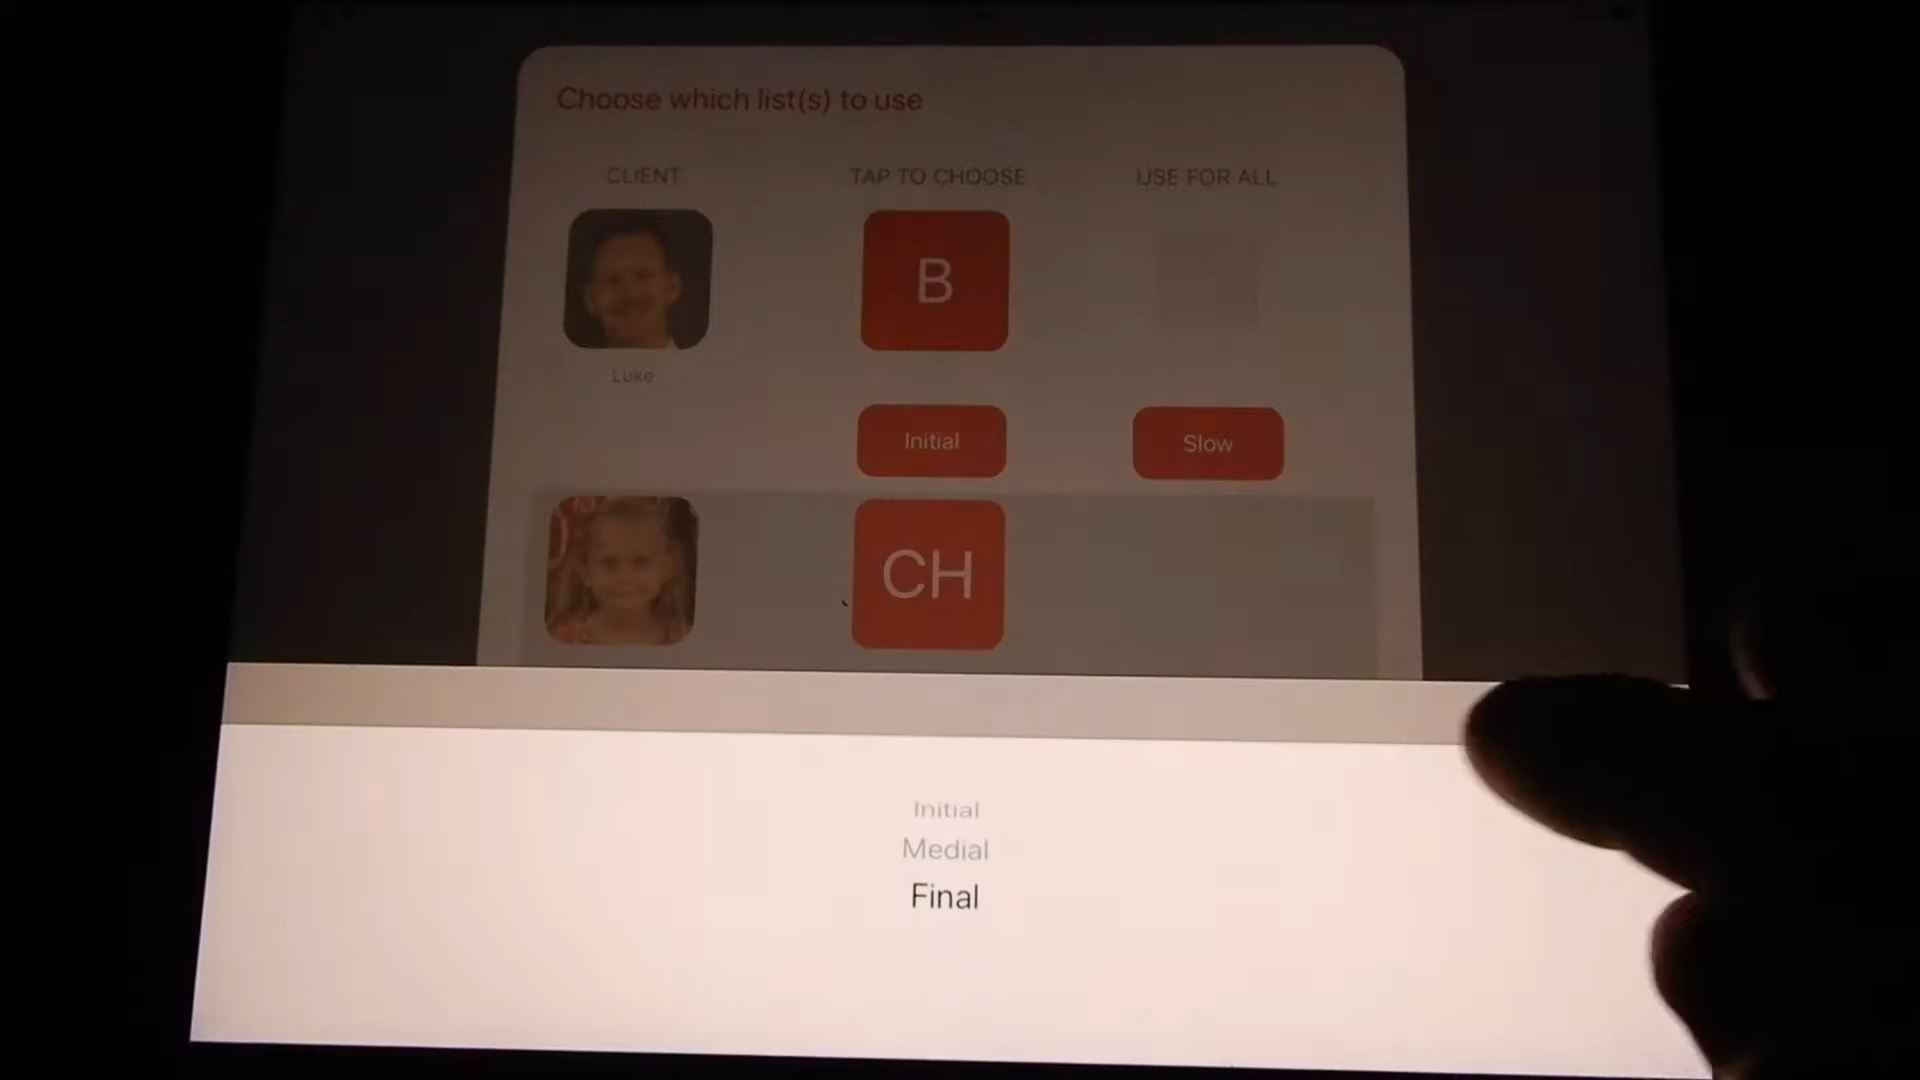 Choose which list(s) to use
CLIENT TAP TO CHOOSE USE FOR ALL
B
Luke
Initial Slow
CH
Initial
Medial
Final